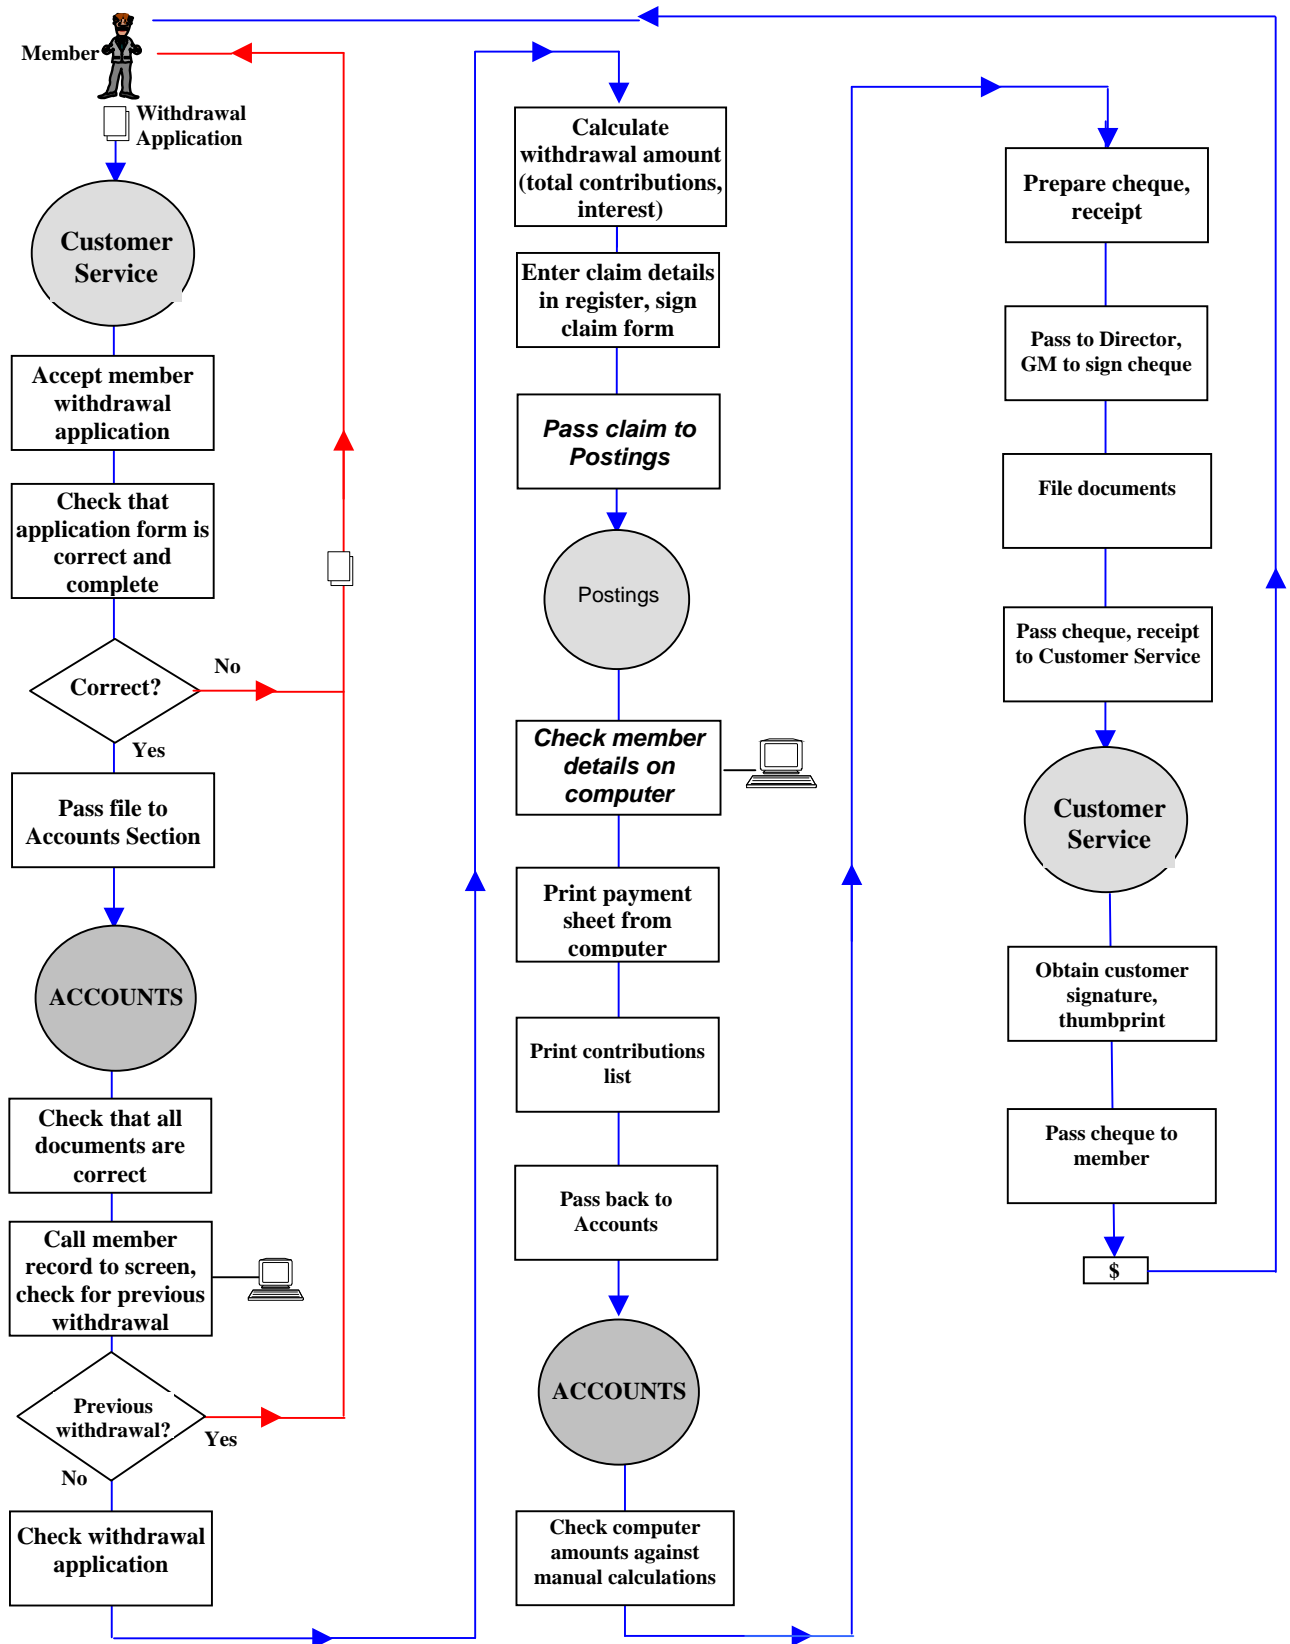 Member
Withdrawal
Application
Customer
Service
Accept member
withdrawal
application
Check that
application form is
correct and
complete
Correct?
No
Yes
Pass file to
Accounts Section
ACCOUNTS
Check that all
documents are
correct
Call member
record to screen,
check for previous
withdrawal
Previous
withdrawal?
Yes
No
Check withdrawal
application
Calculate
withdrawal amount
(total contributions,
interest)
Enter claim details
in register, sign
claim form
Pass claim to
Postings
Postings
Check member
details on
computer
Print payment
sheet from
computer
Print contributions
list
Pass back to
Accounts
ACCOUNTS
Check computer
amounts against
manual calculations
Prepare cheque,
receipt
Pass to Director,
GM to sign cheque
File documents
Pass cheque, receipt
to Customer Service
Customer
Service
Obtain customer
signature,
thumbprint
Pass cheque to
member
$